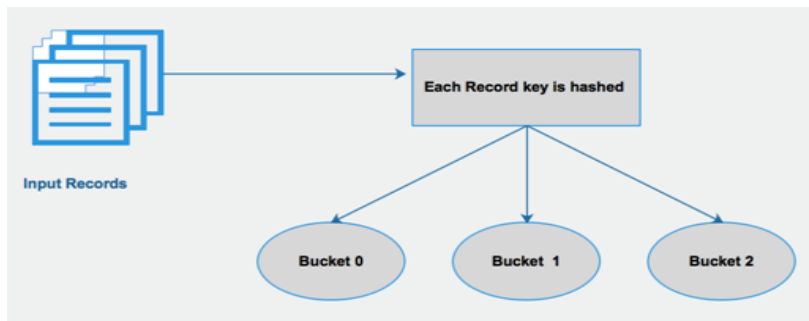 Each Record key is hashed
Input Records
Bucket 0
Bucket 1
Bucket 2